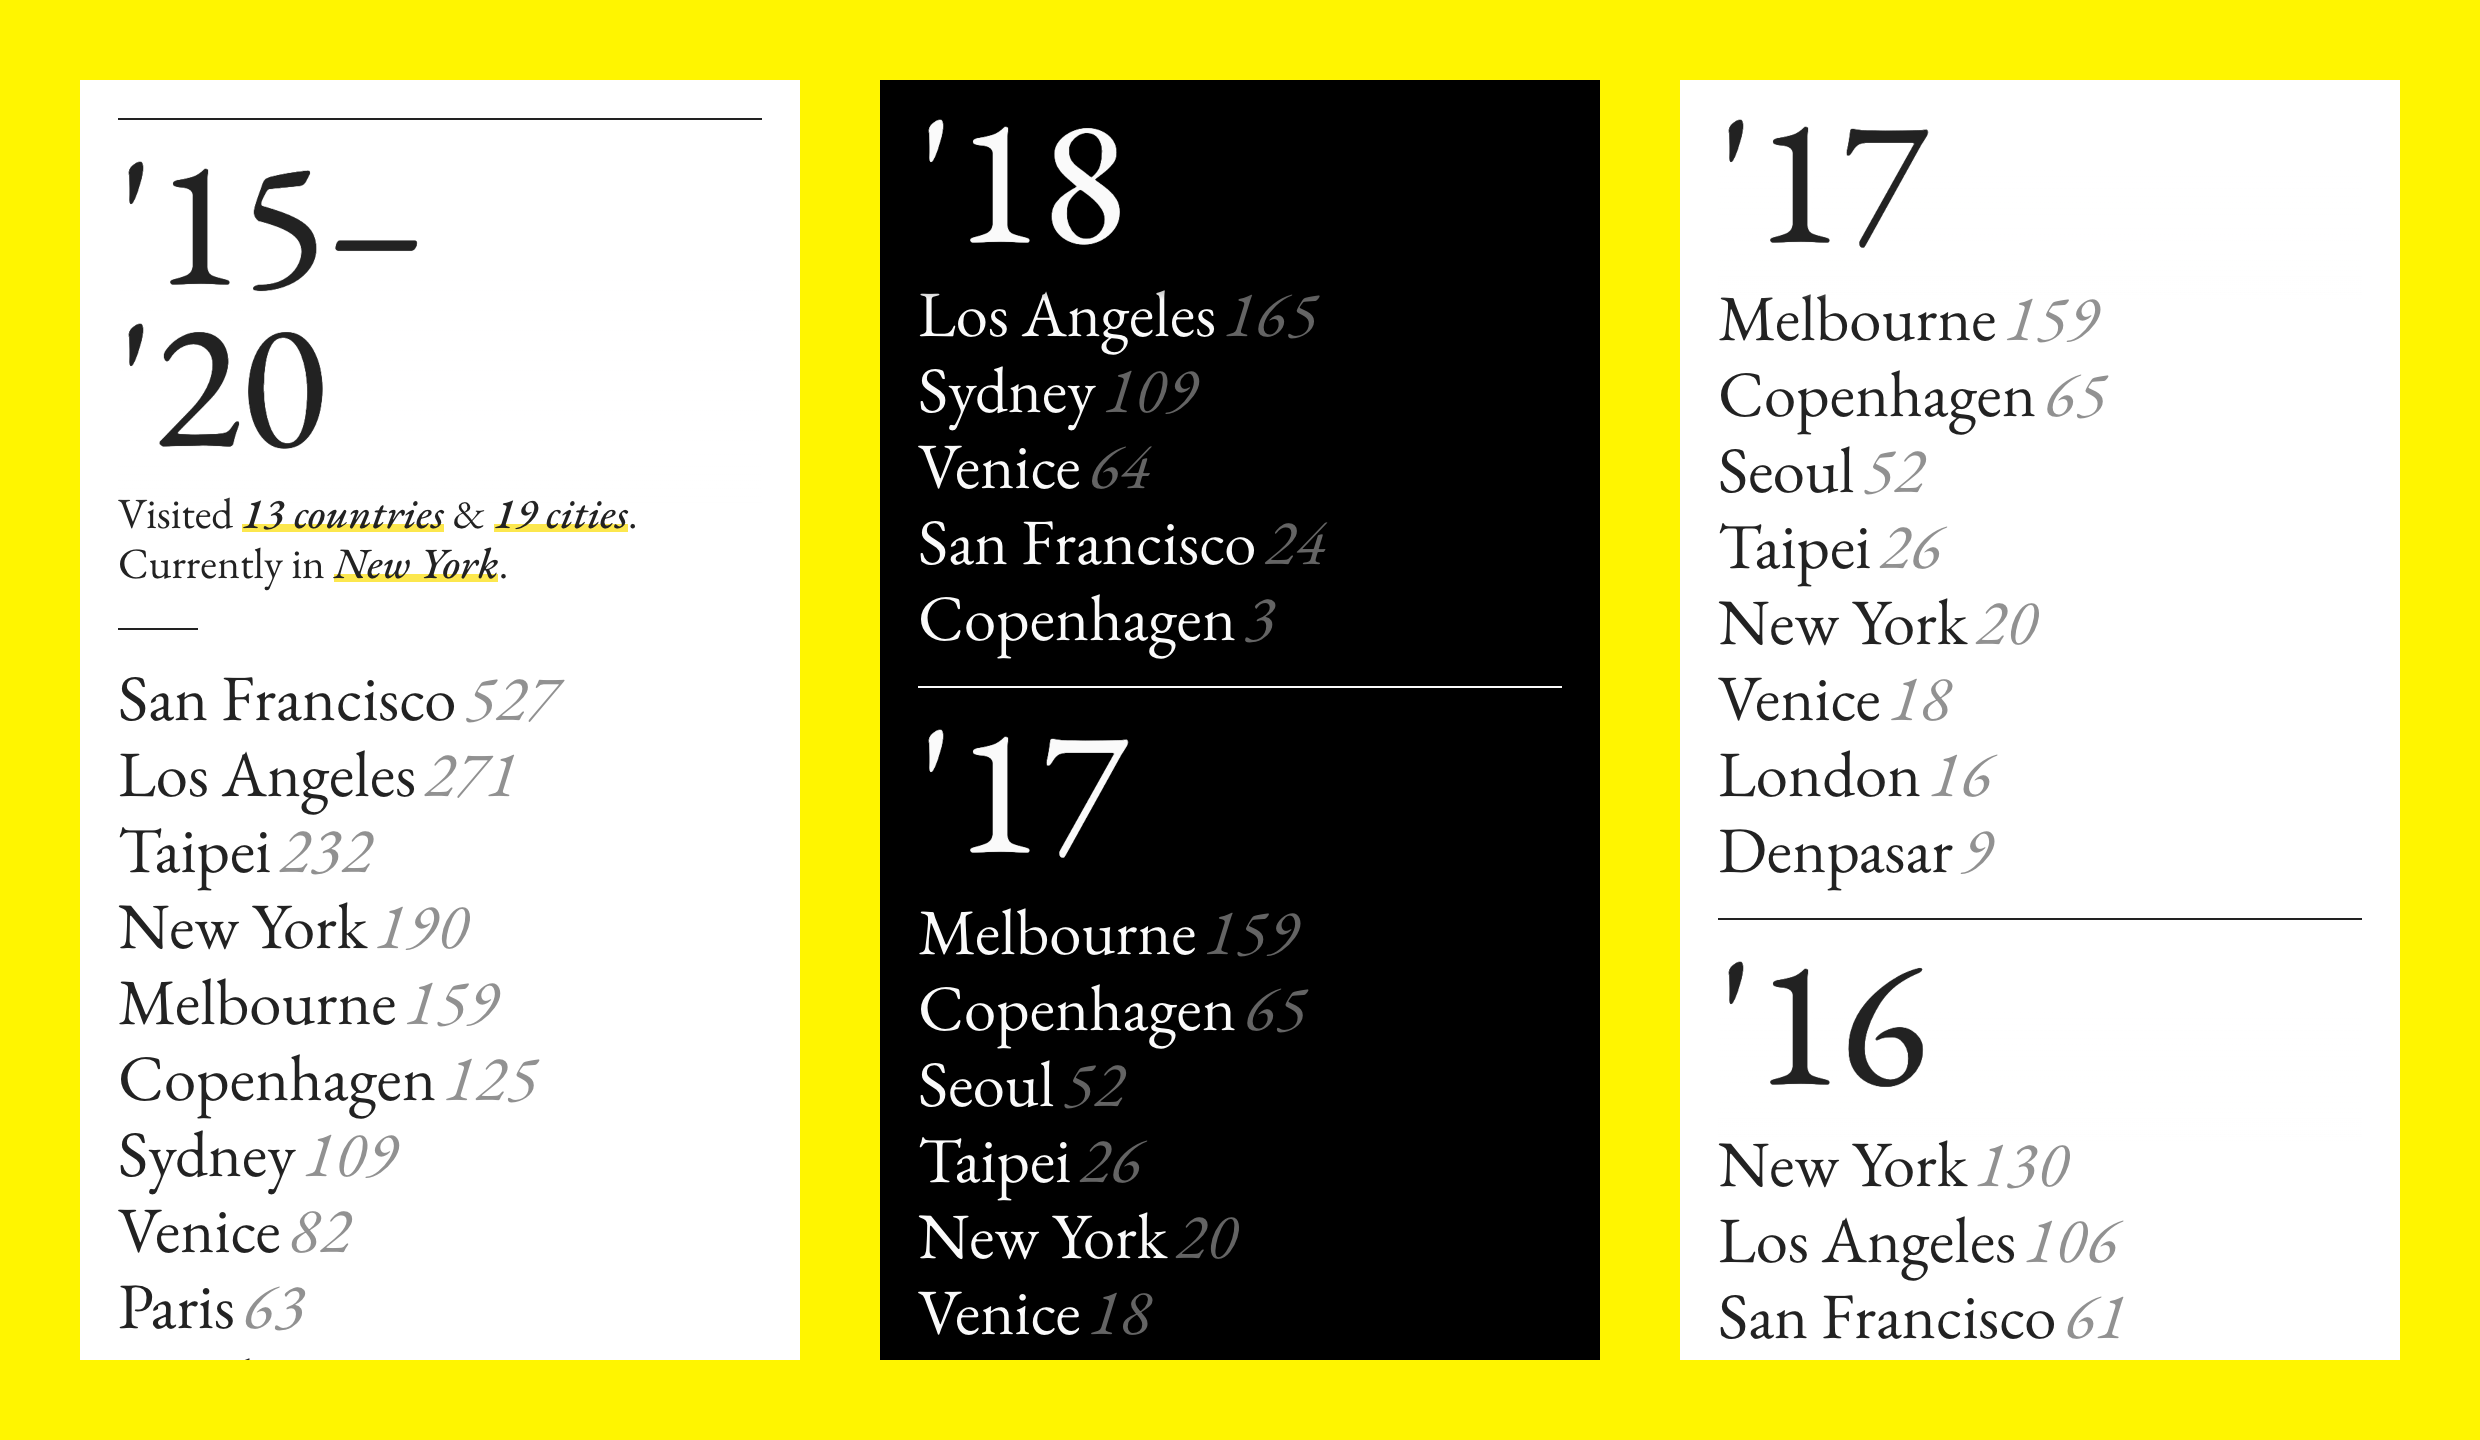 '15–
'20
Visited 13 countries & 19 cities.
Currently in New York.
San Francisco 527
Los Angeles 271
Taipei 232
New York 190
Melbourne 159
Copenhagen 125
Sydney 109
Venice 82
Paris 63
'18
Los Angeles 165
Sydney 109
Venice 64
San Francisco 24
Copenhagen 3
'17
Melbourne 159
Copenhagen 65
Seoul 52
Taipei 26
New York 20
Venice 18
'17
Melbourne 159
Copenhagen 65
Seoul 52
Taipei 26
New York 20
Venice 18
London 16
Denpasar 9
'16
New York 130
Los Angeles 106
San Francisco 61